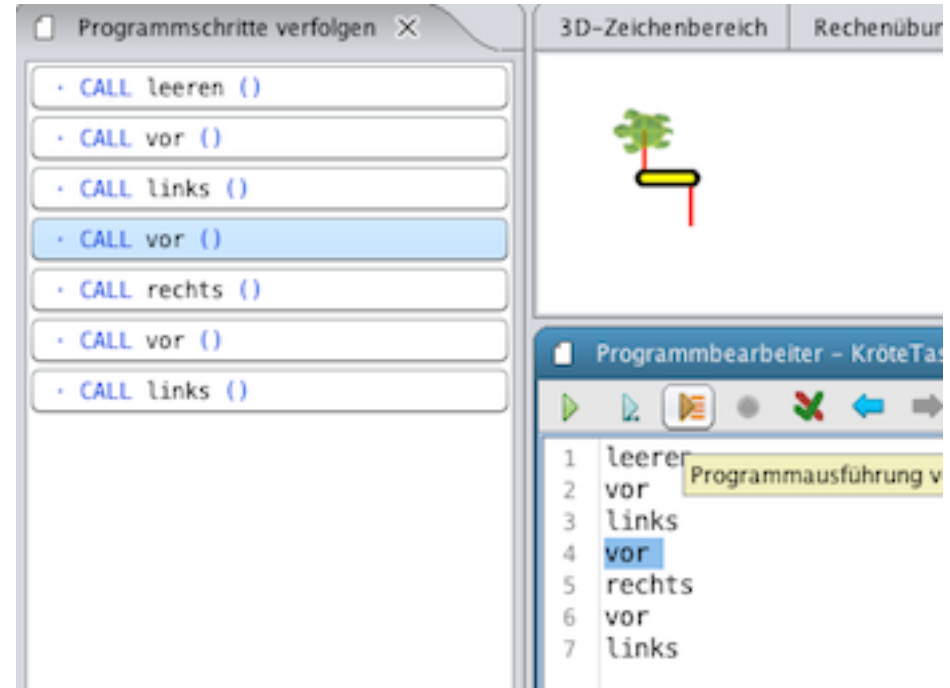 Programmschritte verfolgen
CALL leeren ()
CALL vor ()
CALL links ()
CALL vor ()
CALL rechts ()
CALL vor ()
CALL links ()
3D-Zeichenbereich Rechenübur
Programmbearbeiter - KröteTas
1 leeren
Programmausführung v
2 vor
3 links
4 vor
5 rechts
6 vor
7 links